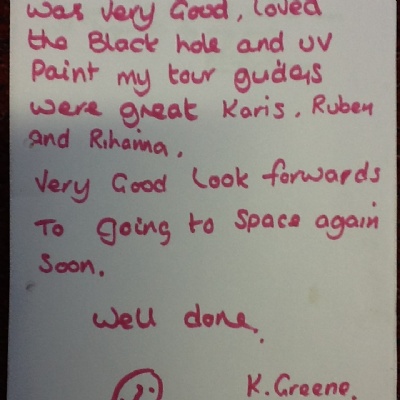 was very Good, loved
the Black hole and UV
Paint my tour gudeis
were great Karis, Ruben
and Rihanna,
Very Good Look forwards
To going to Space again
Soon.
Well done,
K. Greene,